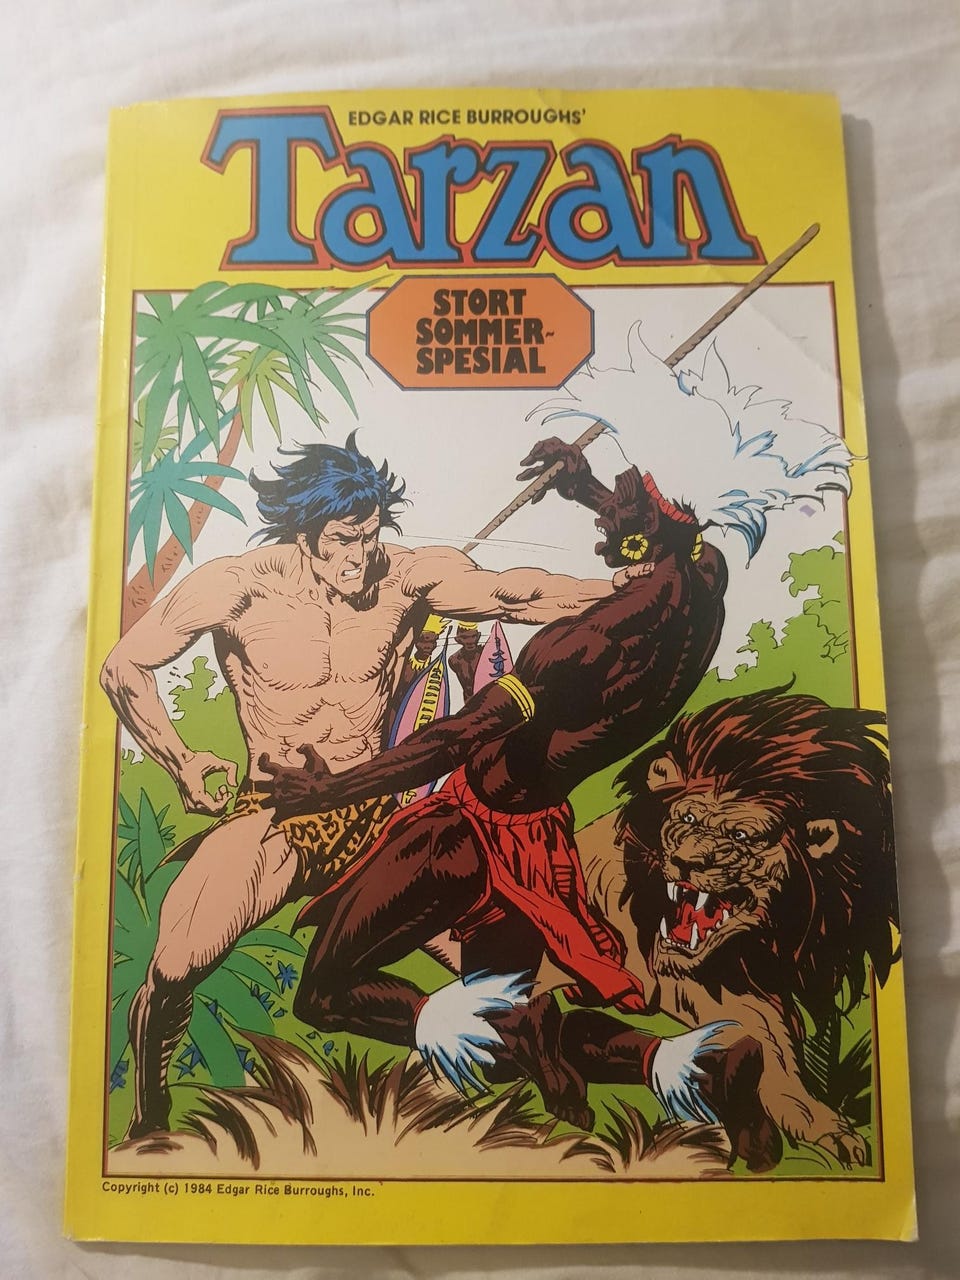 EDGAR RICE BURROUGHS'
Tarzan
STORT
SOMMER-
SPESIAL
Copyright (c) 1984 Edgar Rice Burroughs, Inc.